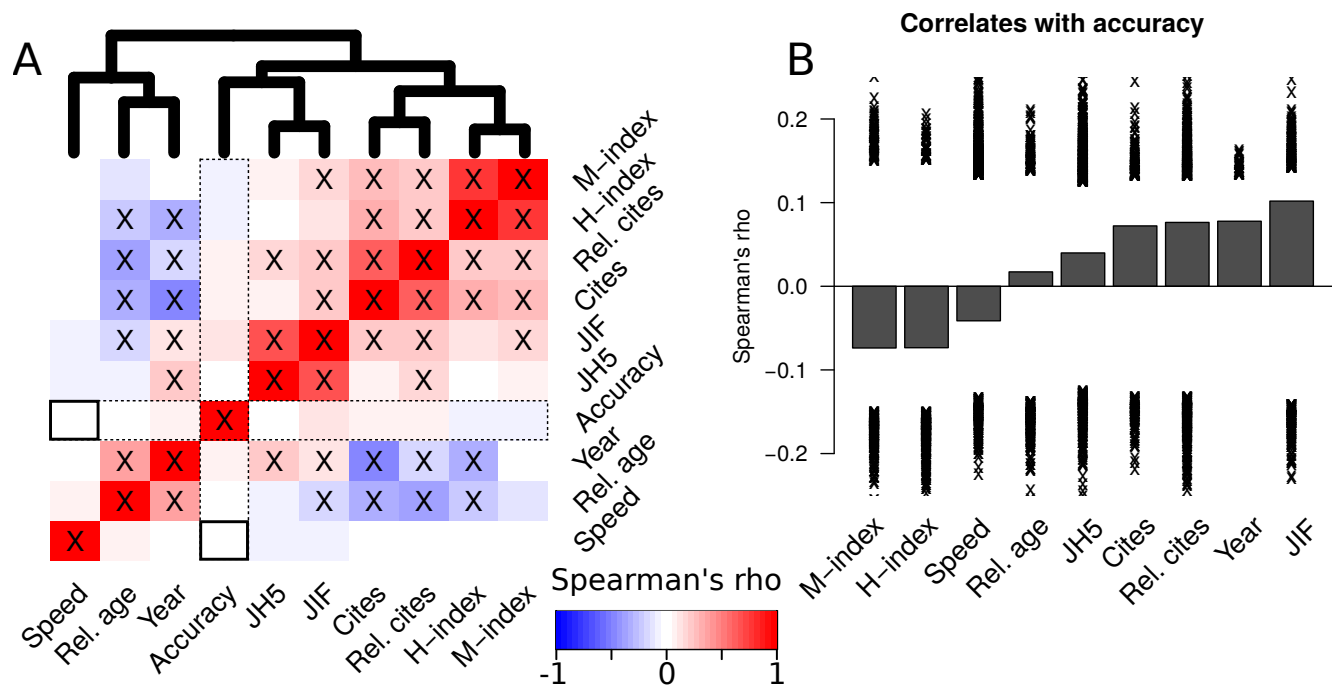 Correlates with accuracy
A
B
M-index
H-index
Rel. cites
Cites
JIF
JH5
Accuracy
Year
Rel. age
Speed
X X X X X
X X X X X X
X X X X X X X X
X X X X X X X
X X X X X X X X
X X X X
X
X X X X X X X
X X X X X X
X
Speed
Rel. age
Year
Accuracy
JH5
JIF
Cites
Rel. cites
H-index
M-index
Spearman's rho
-1 0 1
Spearman's rho
0.2
0.1
0.0
−0.1
−0.2
M-index
H-index
Speed
Rel. age
JH5
Cites
Rel. cites
Year
JIF